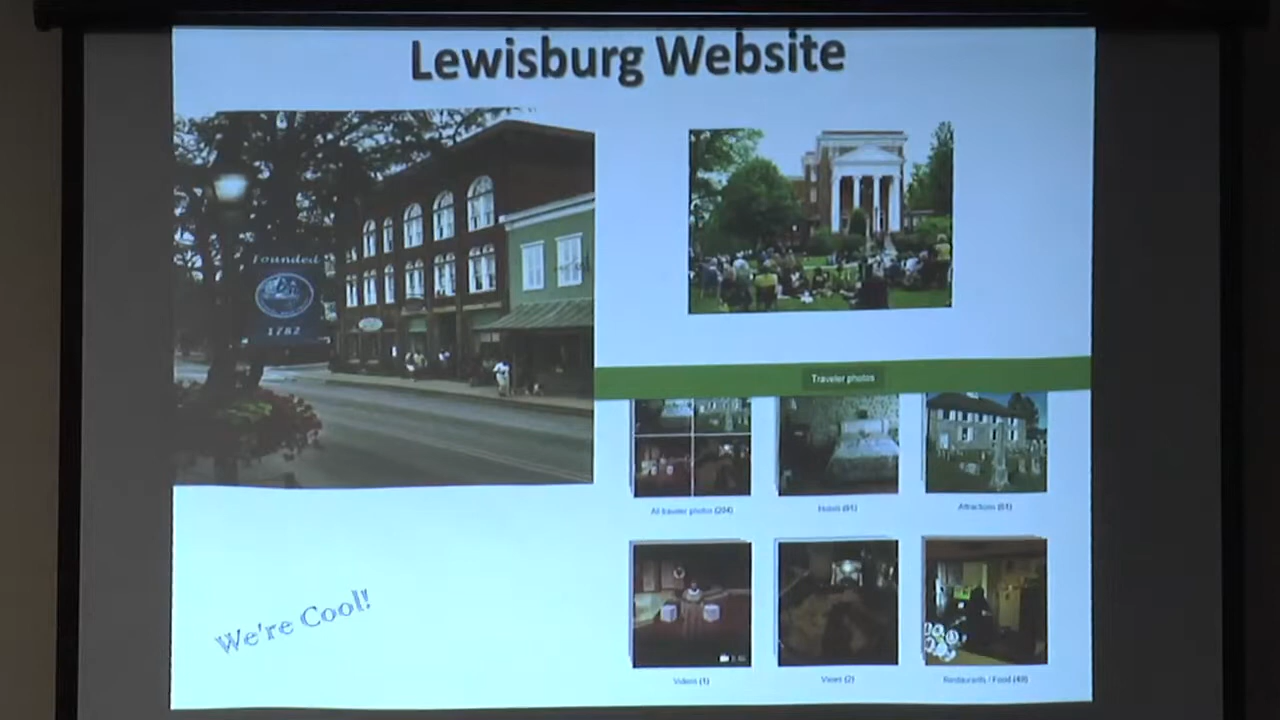 Lewisburg Website
Founded
1782
Traveler photos
All traveler photos (204)
Hotels (91)
Attractions (61)
Videos (1)
Views (2)
Restaurants / Food (49)
We're Cool!